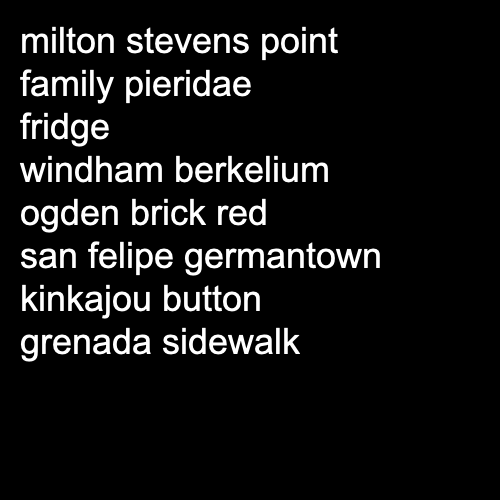 milton stevens point
family pieridae
fridge
windham berkelium
ogden brick red
san felipe germantown
kinkajou button
grenada sidewalk